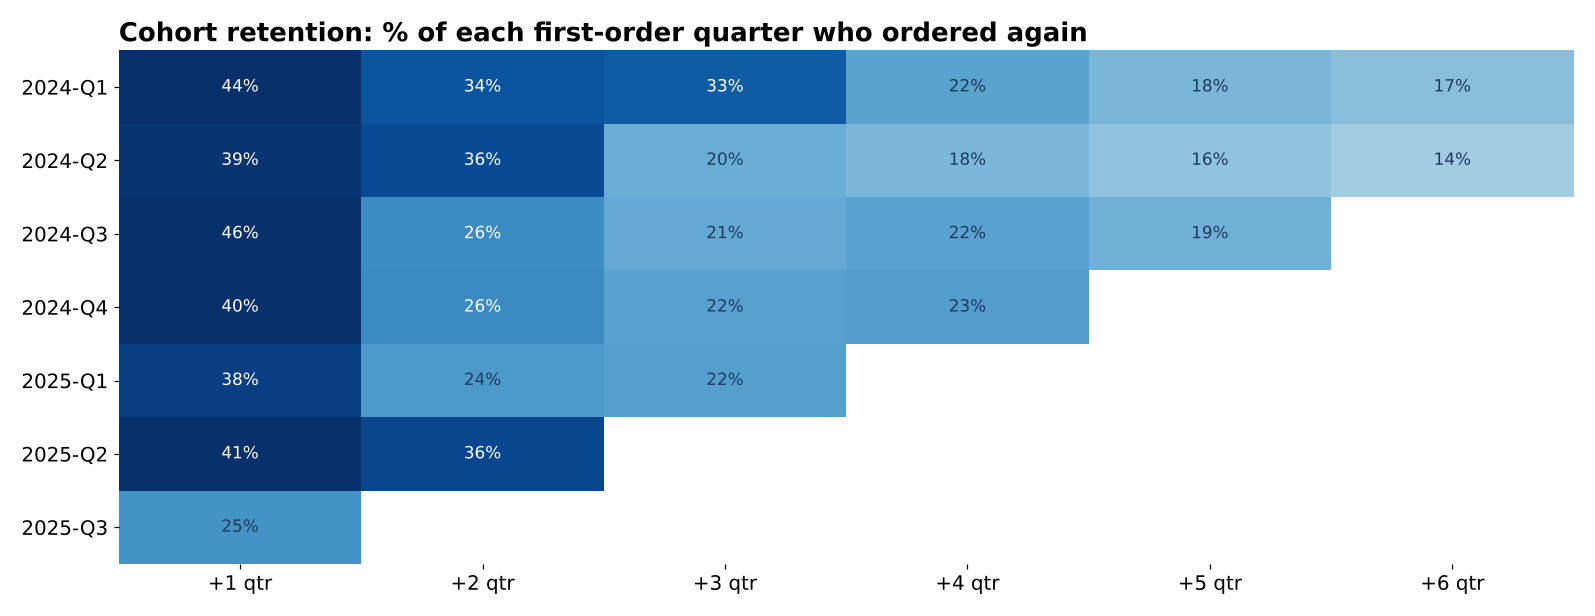 Cohort retention: % of each first-order quarter who ordered again
2024-Q1 44% 34% 33% 22% 18% 17%
2024-Q2 39% 36% 20% 18% 16% 14%
2024-Q3 46% 26% 21% 22% 19%
2024-Q4 40% 26% 22% 23%
2025-Q1 38% 24% 22%
2025-Q2 41% 36%
2025-Q3 25%
+1 qtr +2 qtr +3 qtr +4 qtr +5 qtr +6 qtr